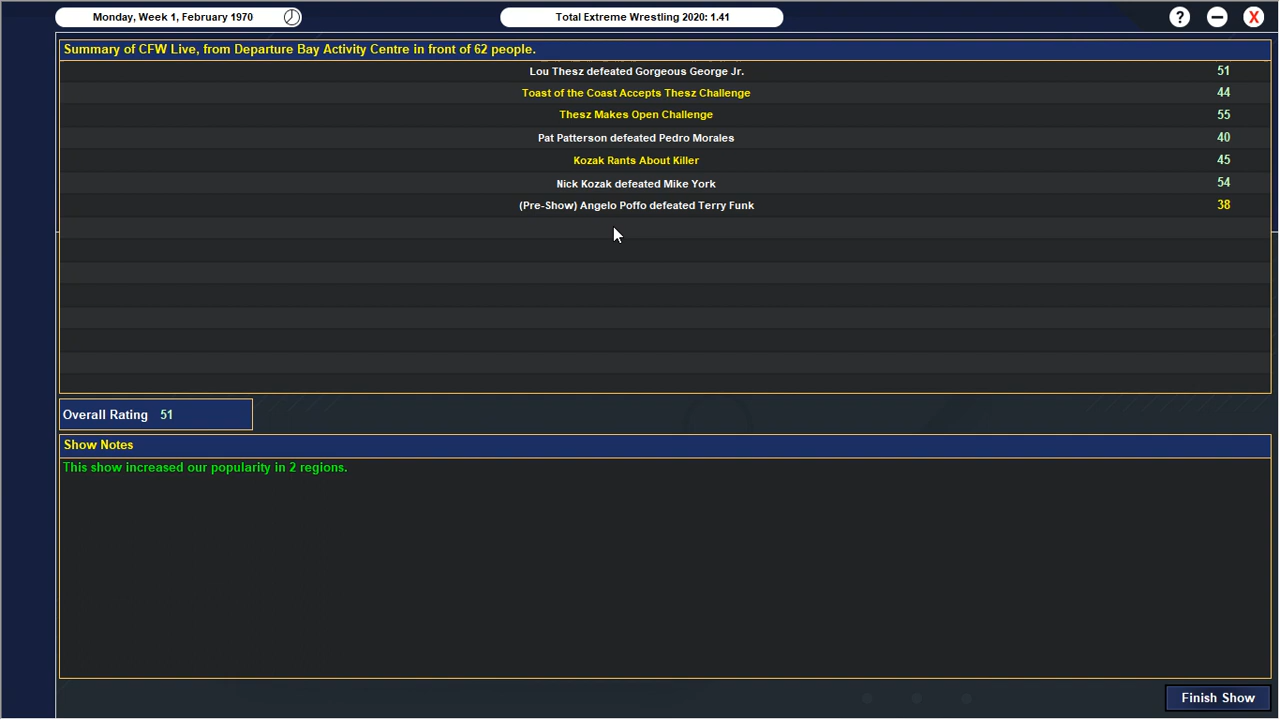 Monday, Week 1, February 1970
Total Extreme Wrestling 2020: 1.41
?
X
Summary of CFW Live, from Departure Bay Activity Centre in front of 62 people.
Lou Thesz defeated Gorgeous George Jr. 51
Toast of the Coast Accepts Thesz Challenge 44
Thesz Makes Open Challenge 55
Pat Patterson defeated Pedro Morales 40
Kozak Rants About Killer 45
Nick Kozak defeated Mike York 54
(Pre-Show) Angelo Poffo defeated Terry Funk 38
Overall Rating 51
Show Notes
This show increased our popularity in 2 regions.
Finish Show